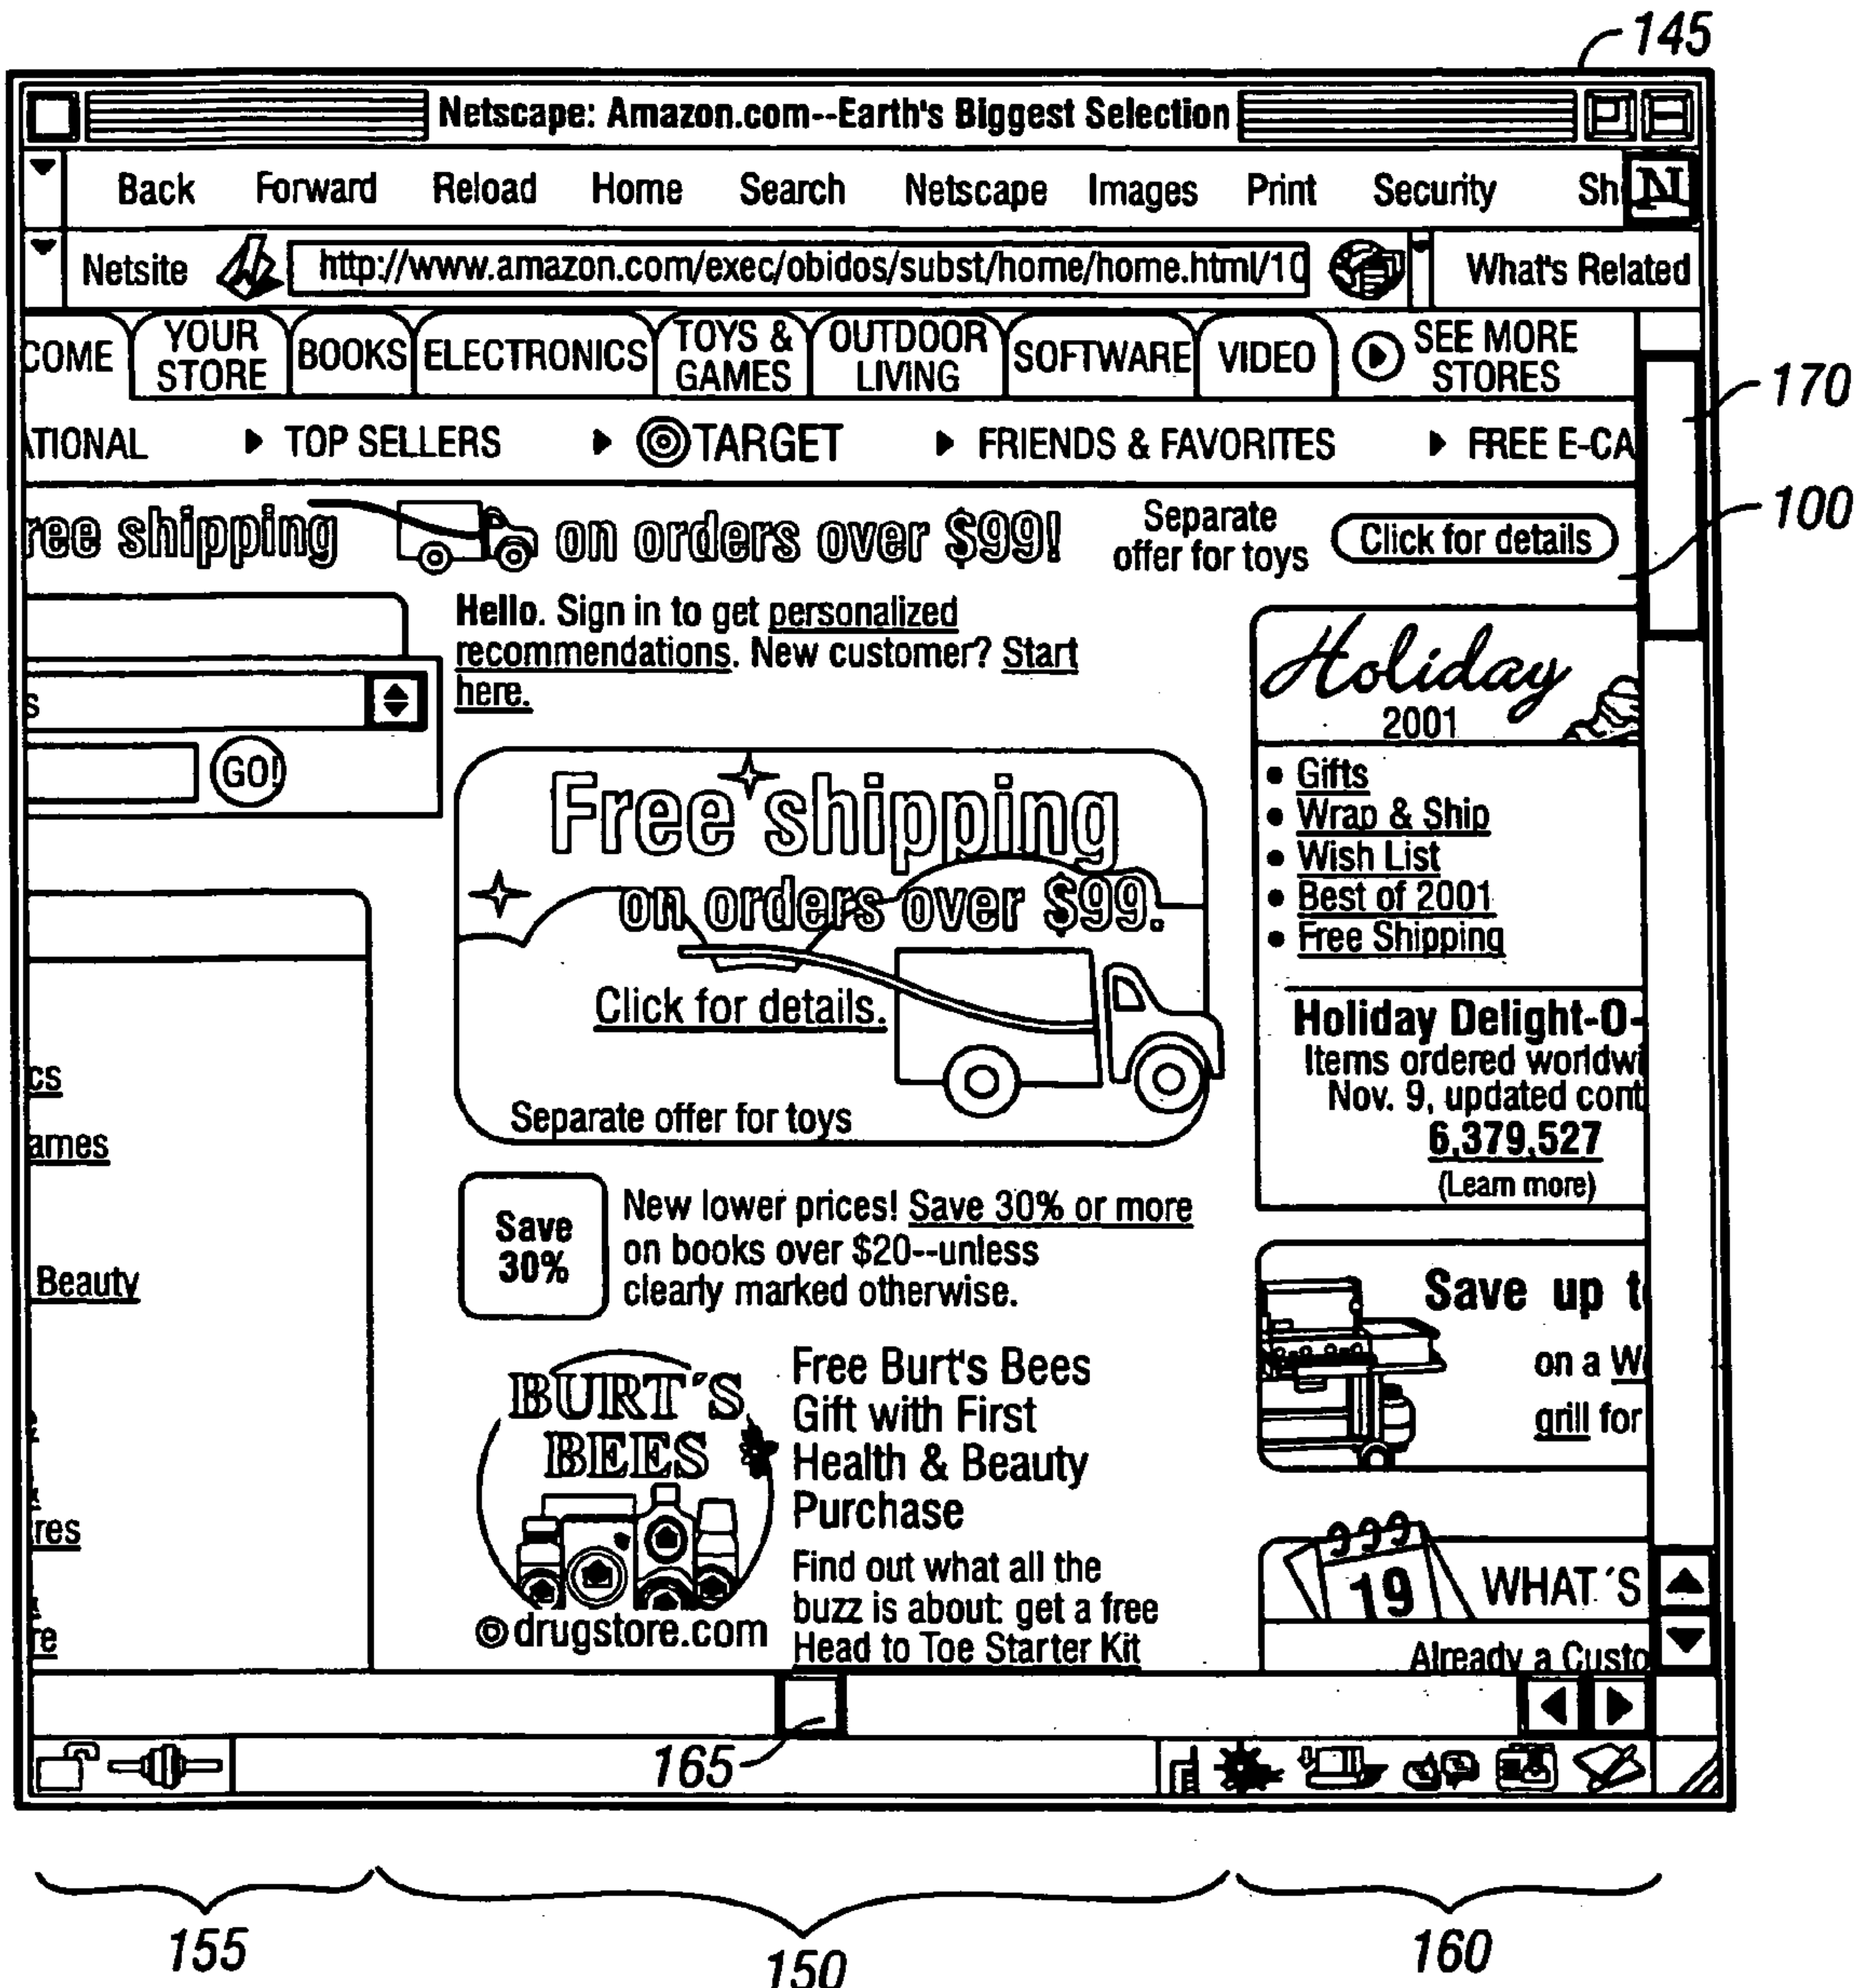 145
Netscape: Amazon.com--Earth's Biggest Selection
Back Forward Reload Home Search Netscape Images Print Security Sh N
Netsite http://www.amazon.com/exec/obidos/subst/home/home.html/10 What's Related
COME YOUR STORE BOOKS ELECTRONICS TOYS & GAMES OUTDOOR LIVING SOFTWARE VIDEO SEE MORE STORES
170
ATIONAL TOP SELLERS TARGET FRIENDS & FAVORITES FREE E-CA
100
ree shipping on orders over $99! Separate offer for toys Click for details
Hello. Sign in to get personalized
recommendations. New customer? Start
here.
s
GO!
Free shipping
on orders over $99.
Click for details.
Separate offer for toys
Holiday
2001
• Gifts
• Wrap & Ship
• Wish List
• Best of 2001
• Free Shipping
Holiday Delight-O-
Items ordered worldwi
Nov. 9, updated cont
6,379,527
(Learn more)
cs
ames
Beauty
res
re
Save
30%
New lower prices! Save 30% or more
on books over $20--unless
clearly marked otherwise.
Save up t
on a W
grill for
BURT'S
BEES
drugstore.com
Free Burt's Bees
Gift with First
Health & Beauty
Purchase
Find out what all the
buzz is about: get a free
Head to Toe Starter Kit
19 WHAT'S
Already a Custo
165
155
150
160